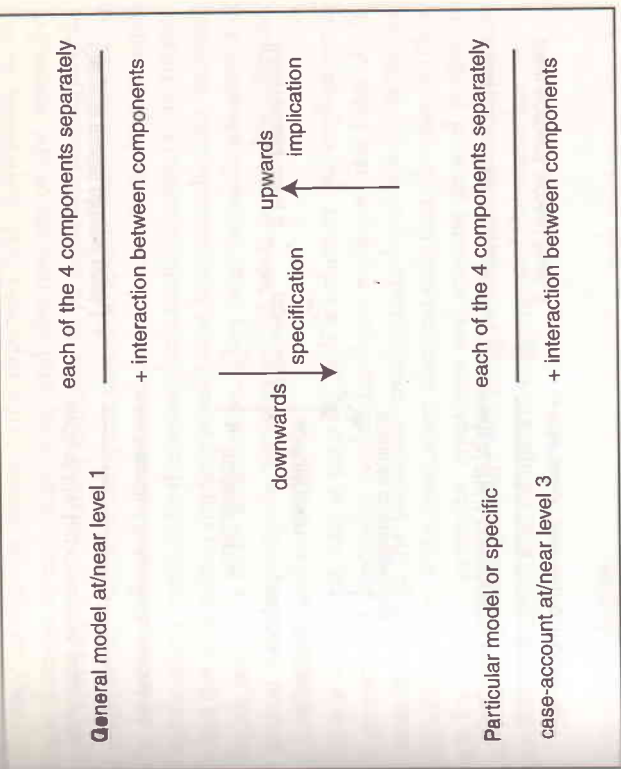 General model at/near level 1
each of the 4 components separately
+ interaction between components
downwards specification
upwards implication
Particular model or specific
case-account at/near level 3
each of the 4 components separately
+ interaction between components